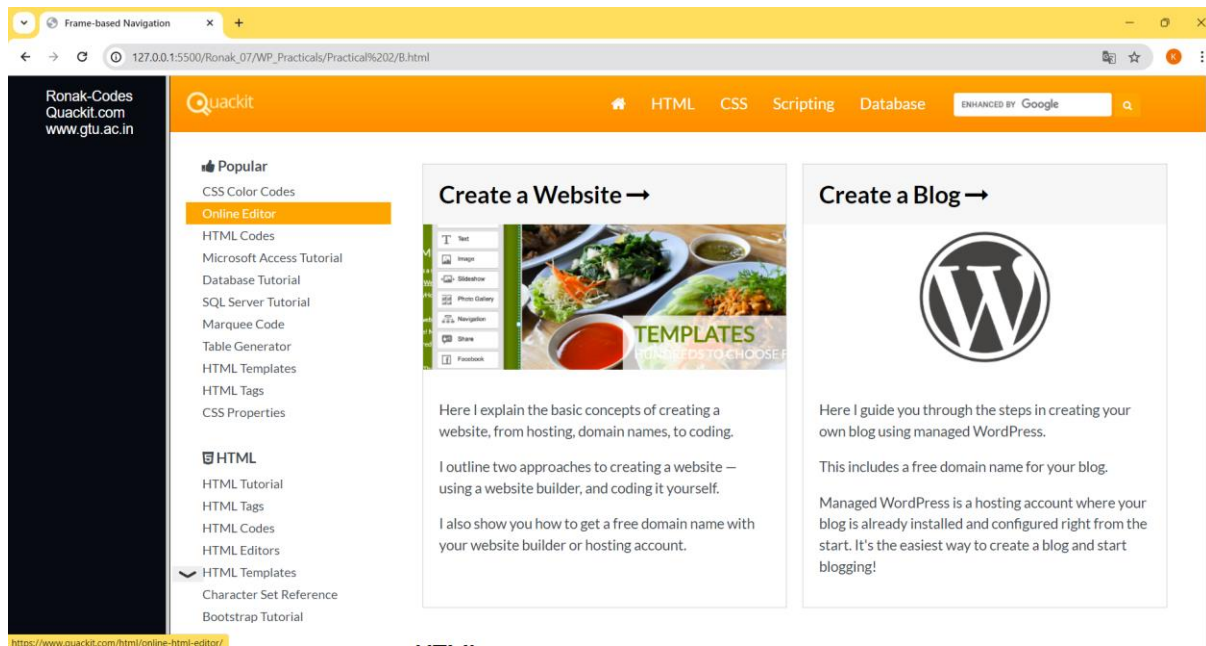 Frame-based Navigation
127.0.0.1:5500/Ronak_07/WP_Practicals/Practical%202/B.html
K
Ronak-Codes
Quackit.com
www.gtu.ac.in
Quackit
HTML CSS Scripting Database
ENHANCED BY Google
Popular
CSS Color Codes
Online Editor
HTML Codes
Microsoft Access Tutorial
Database Tutorial
SQL Server Tutorial
Marquee Code
Table Generator
HTML Templates
HTML Tags
CSS Properties
HTML
HTML Tutorial
HTML Tags
HTML Codes
HTML Editors
HTML Templates
Character Set Reference
Bootstrap Tutorial
Create a Website
Text
Image
Slideshow
Photo Gallery
Navigation
Share
Facebook
TEMPLATES
HUNDREDS TO CHOOSE F
Here I explain the basic concepts of creating a
website, from hosting, domain names, to coding.
I outline two approaches to creating a website —
using a website builder, and coding it yourself.
I also show you how to get a free domain name with
your website builder or hosting account.
Create a Blog
W
Here I guide you through the steps in creating your
own blog using managed WordPress.
This includes a free domain name for your blog.
Managed WordPress is a hosting account where your
blog is already installed and configured right from the
start. It's the easiest way to create a blog and start
blogging!
https://www.quackit.com/html/online-html-editor/